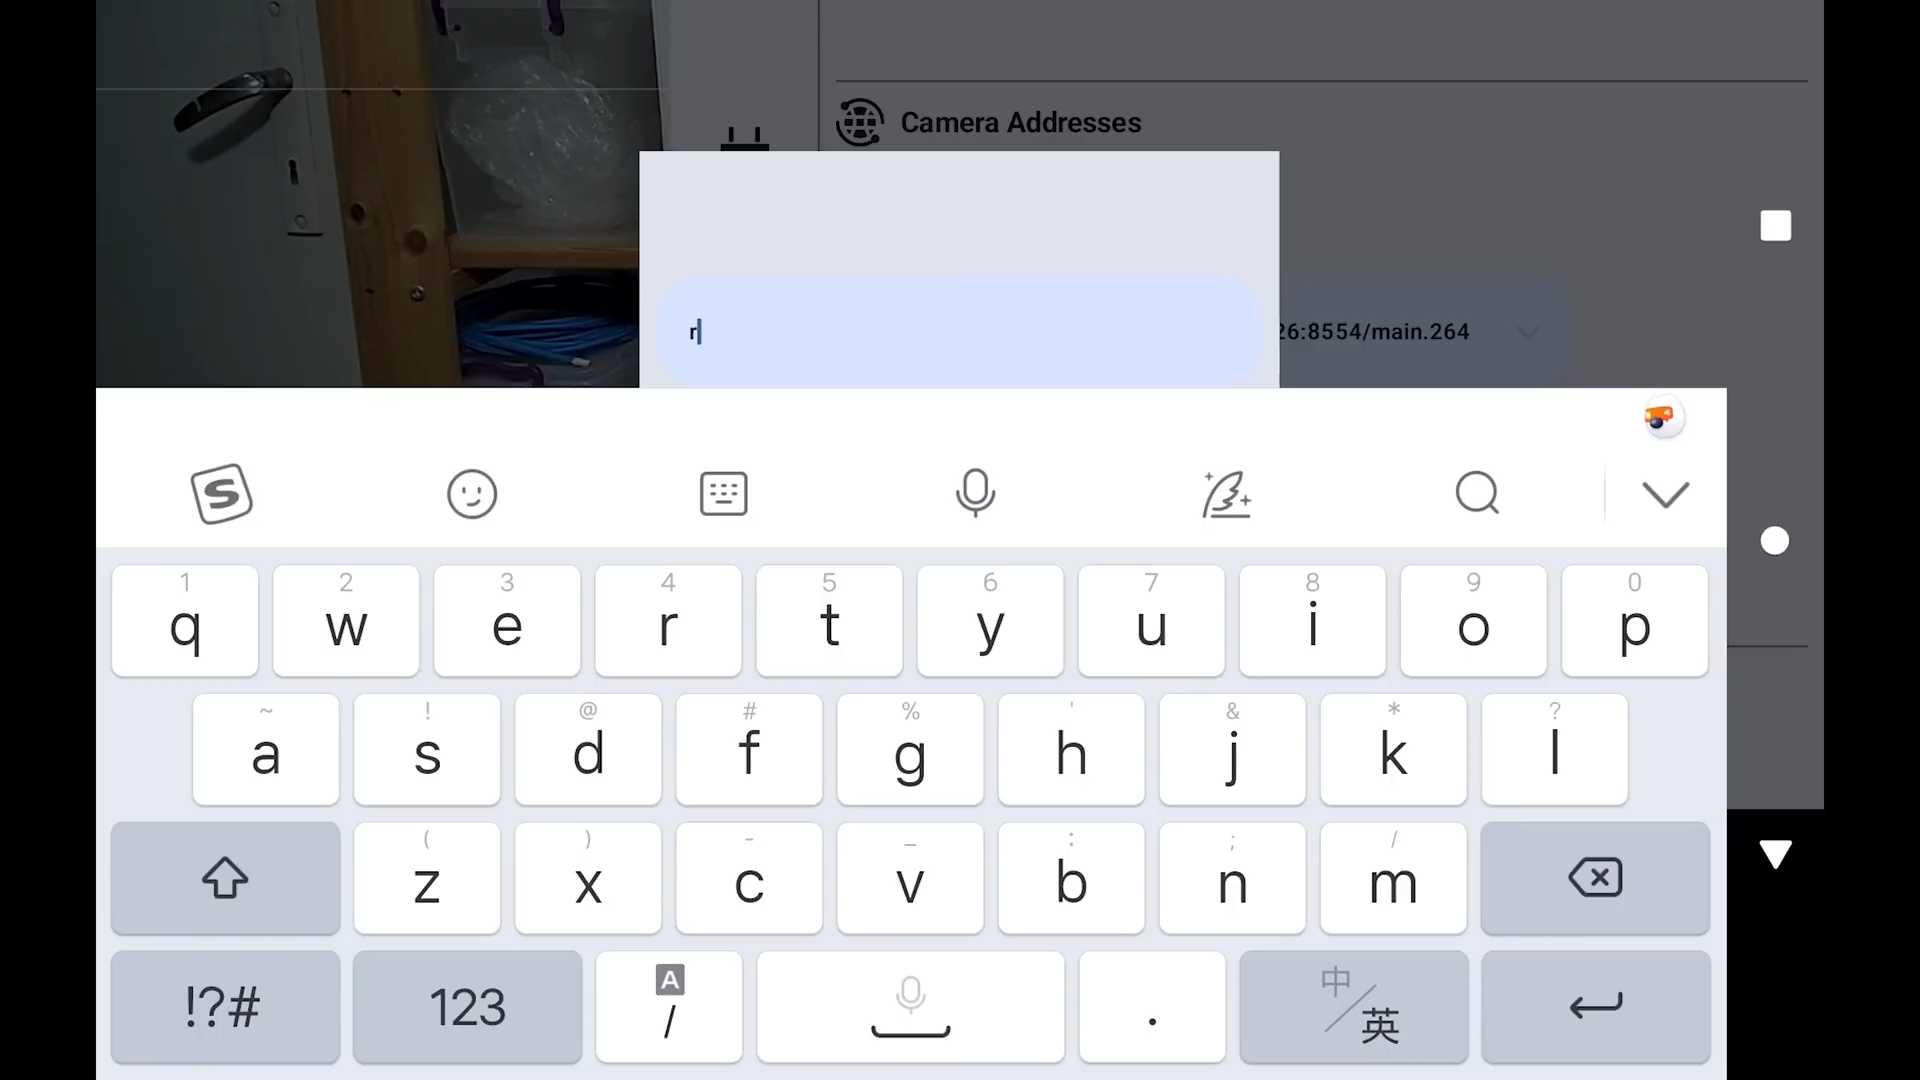 Camera Addresses
r
26:8554/main.264
S
1 2 3 4 5 6 7 8 9 0
q w e r t y u i o p
~ ! @ # % ' & * ?
a s d f g h j k l
( ) - _ : ; /
z x c v b n m
A 中
!?# 123 / . 英